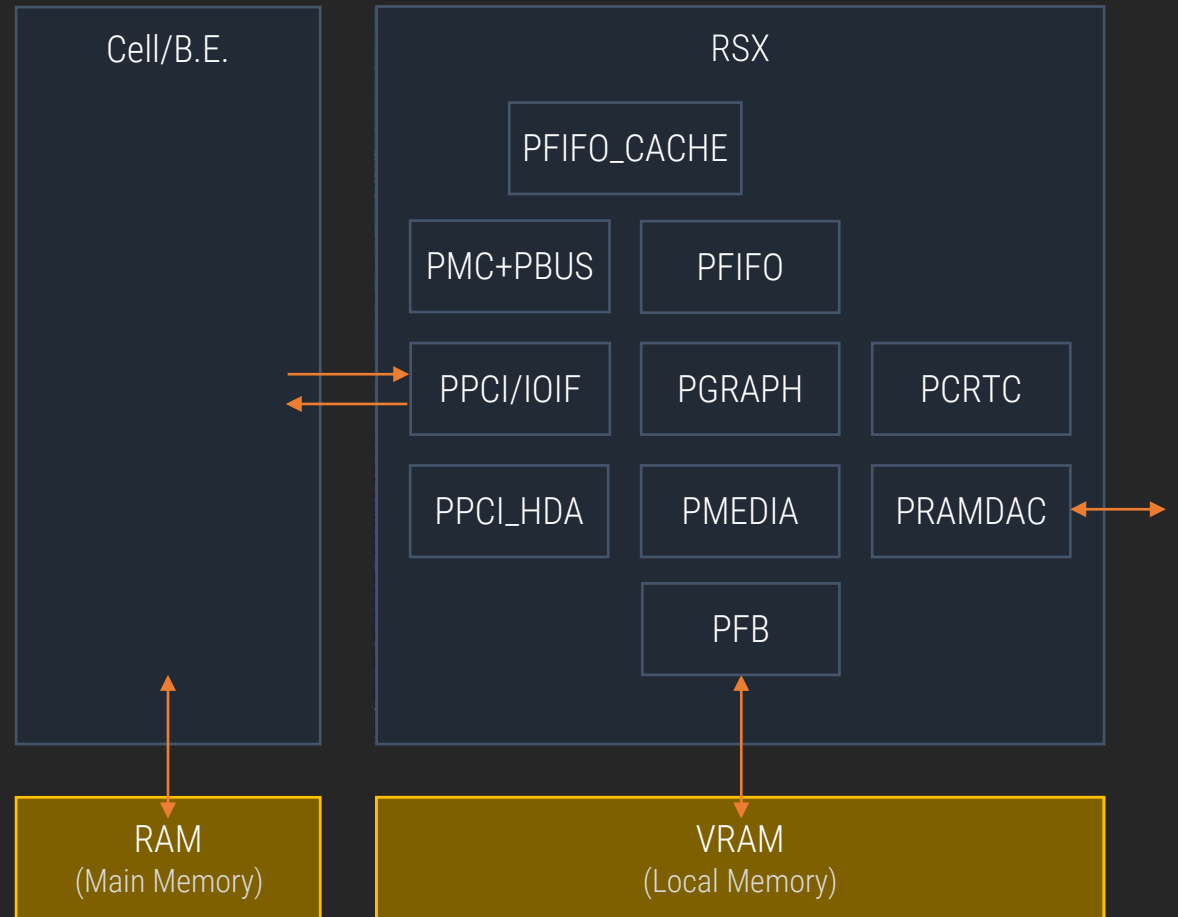 Cell/B.E.
RSX
PFIFO_CACHE
PMC+PBUS
PFIFO
PPCI/IOIF
PGRAPH
PCRTC
PPCI_HDA
PMEDIA
PRAMDAC
PFB
RAM
(Main Memory)
VRAM
(Local Memory)